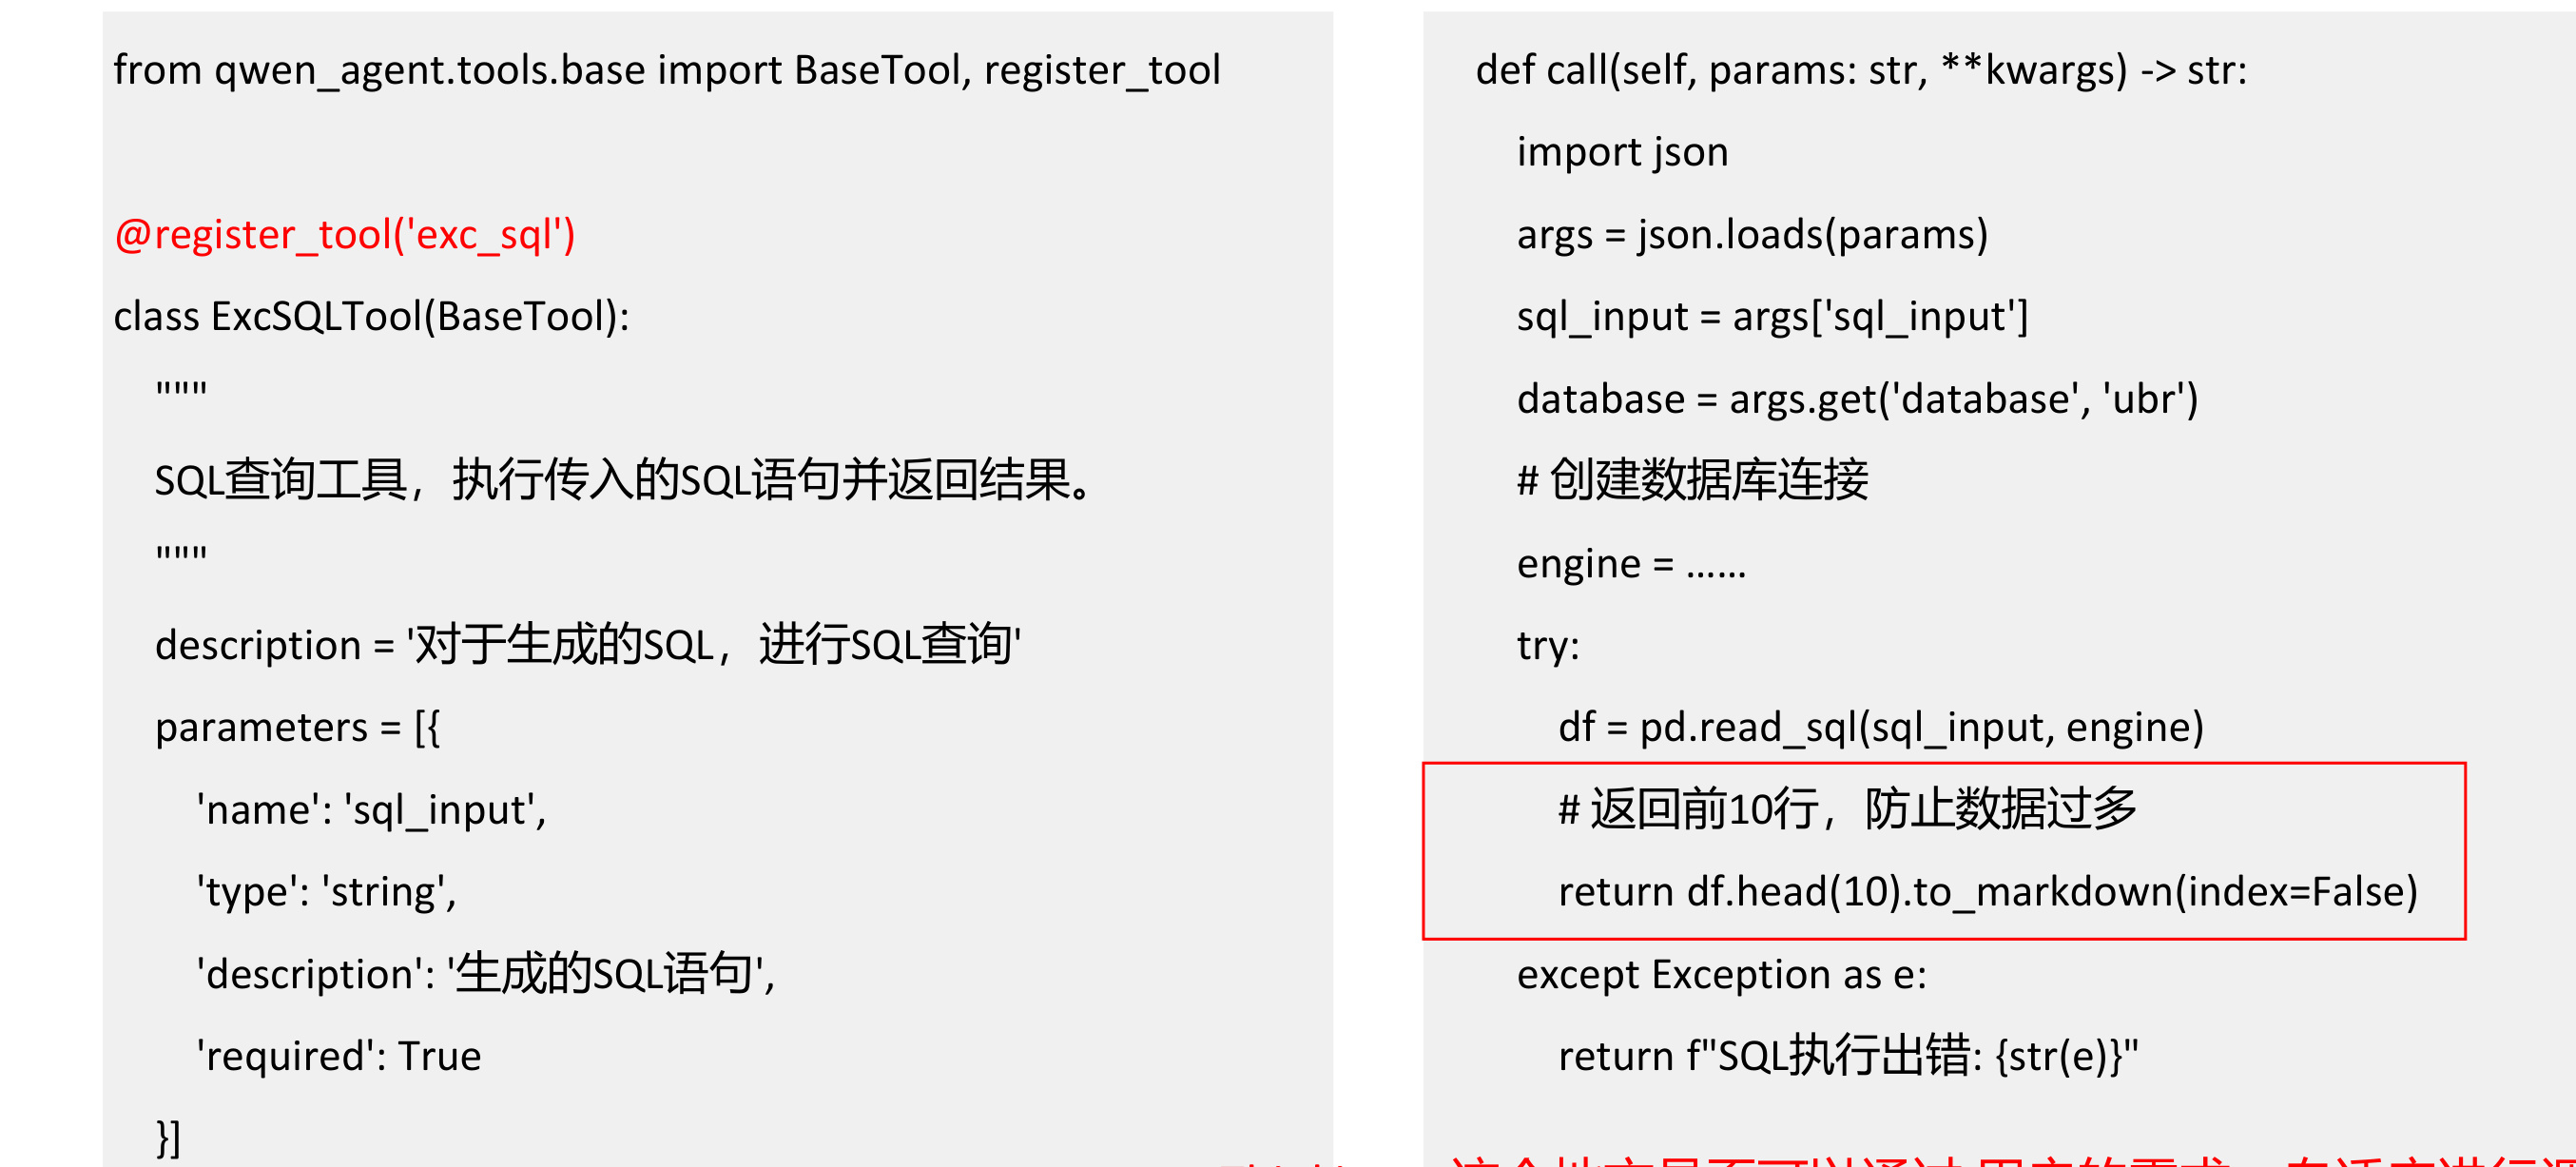 from qwen_agent.tools.base import BaseTool, register_tool
@register_tool('exc_sql')
class ExcSQLTool(BaseTool):
"""
SQL查询工具，执行传入的SQL语句并返回结果。
"""
description = '对于生成的SQL，进行SQL查询'
parameters = [{
'name': 'sql_input',
'type': 'string',
'description': '生成的SQL语句',
'required': True
}]
def call(self, params: str, **kwargs) -> str:
import json
args = json.loads(params)
sql_input = args['sql_input']
database = args.get('database', 'ubr')
# 创建数据库连接
engine = ……
try:
df = pd.read_sql(sql_input, engine)
# 返回前10行，防止数据过多
return df.head(10).to_markdown(index=False)
except Exception as e:
return f"SQL执行出错: {str(e)}"